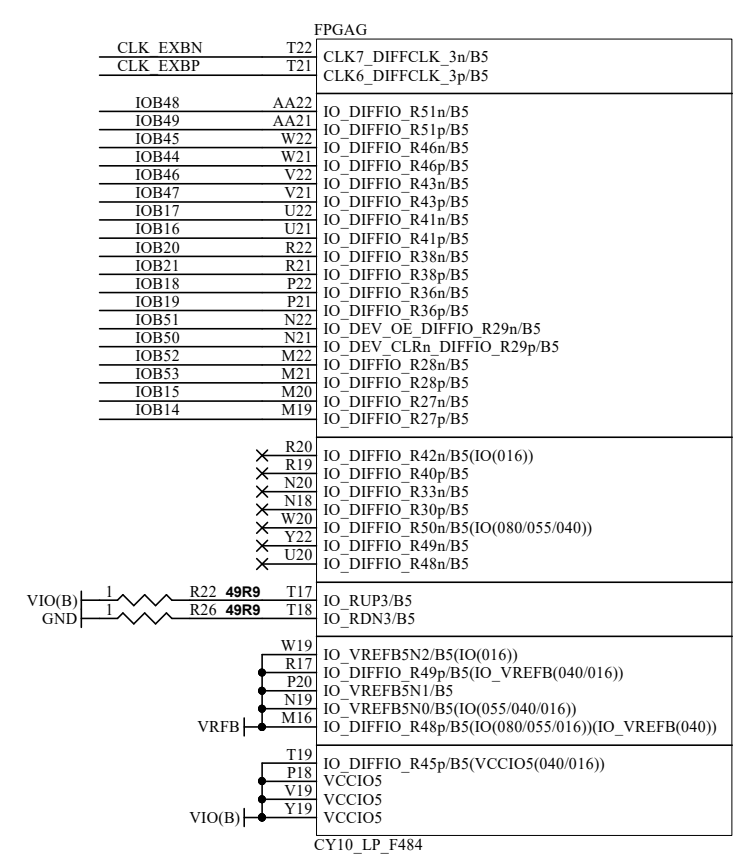 FPGAG
CLK_EXBN T22 CLK7_DIFFCLK_3n/B5
CLK_EXBP T21 CLK6_DIFFCLK_3p/B5
IOB48 AA22 IO_DIFFIO_R51n/B5
IOB49 AA21 IO_DIFFIO_R51p/B5
IOB45 W22 IO_DIFFIO_R46n/B5
IOB44 W21 IO_DIFFIO_R46p/B5
IOB46 V22 IO_DIFFIO_R43n/B5
IOB47 V21 IO_DIFFIO_R43p/B5
IOB17 U22 IO_DIFFIO_R41n/B5
IOB16 U21 IO_DIFFIO_R41p/B5
IOB20 R22 IO_DIFFIO_R38n/B5
IOB21 R21 IO_DIFFIO_R38p/B5
IOB18 P22 IO_DIFFIO_R36n/B5
IOB19 P21 IO_DIFFIO_R36p/B5
IOB51 N22 IO_DEV_OE_DIFFIO_R29n/B5
IOB50 N21 IO_DEV_CLRn_DIFFIO_R29p/B5
IOB52 M22 IO_DIFFIO_R28n/B5
IOB53 M21 IO_DIFFIO_R28p/B5
IOB15 M20 IO_DIFFIO_R27n/B5
IOB14 M19 IO_DIFFIO_R27p/B5
R20 IO_DIFFIO_R42n/B5(IO(016))
R19 IO_DIFFIO_R40p/B5
N20 IO_DIFFIO_R33n/B5
N18 IO_DIFFIO_R30p/B5
W20 IO_DIFFIO_R50n/B5(IO(080/055/040))
Y22 IO_DIFFIO_R49n/B5
U20 IO_DIFFIO_R48n/B5
VIO(B) 1 R22 49R9 T17 IO_RUP3/B5
GND 1 R26 49R9 T18 IO_RDN3/B5
W19 IO_VREFB5N2/B5(IO(016))
R17 IO_DIFFIO_R49p/B5(IO_VREFB(040/016))
P20 IO_VREFB5N1/B5
N19 IO_VREFB5N0/B5(IO(055/040/016))
VRFB M16 IO_DIFFIO_R48p/B5(IO(080/055/016))(IO_VREFB(040))
T19 IO_DIFFIO_R45p/B5(VCCIO5(040/016))
P18 VCCIO5
V19 VCCIO5
VIO(B) Y19 VCCIO5
CY10_LP_F484